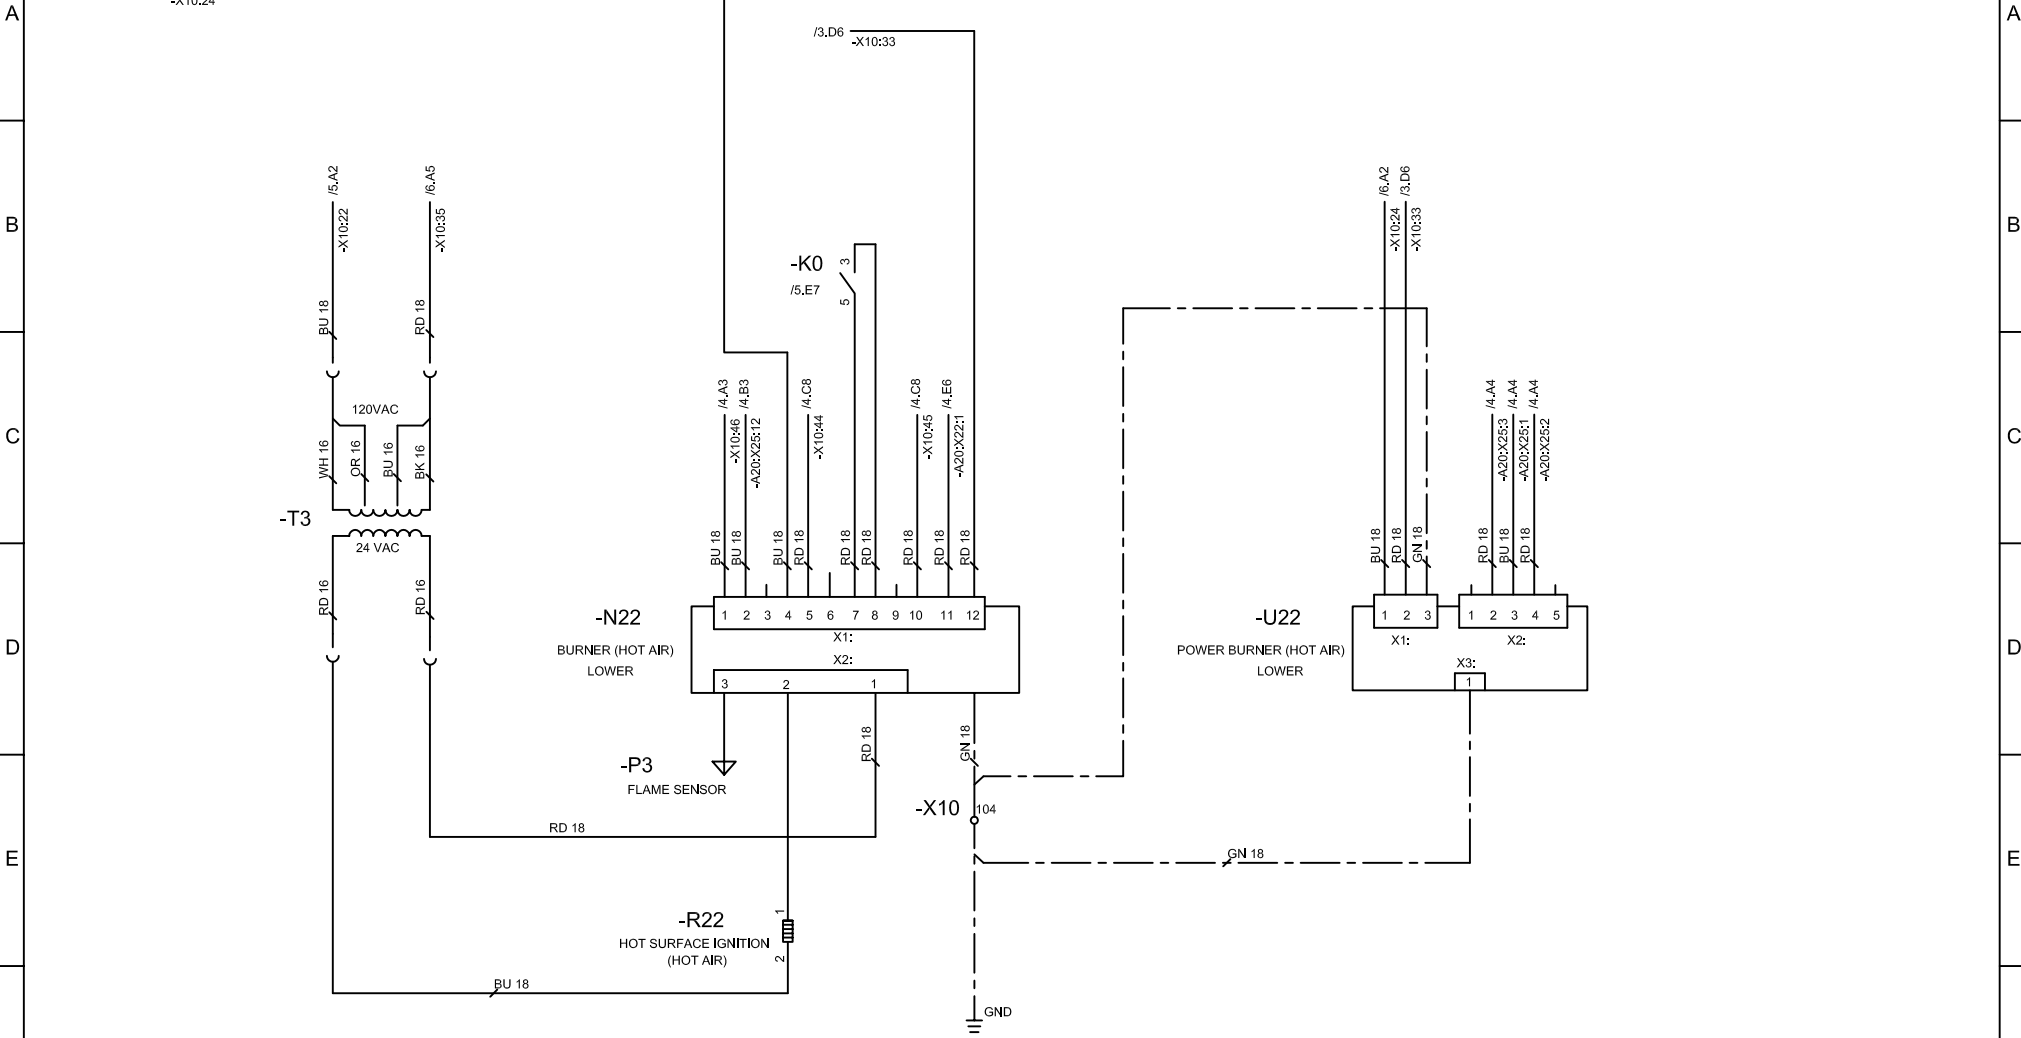 -X10:24
A
A
/3.D6
-X10:33
/5.A2
-X10:22
/6.A5
-X10:35
/6.A2
-X10:24
/3.D6
-X10:33
B
B
-K0
/5.E7
3
5
BU 18
RD 18
120VAC
WH 16
OR 16
BU 16
BK 16
-T3
24 VAC
RD 16
RD 16
/4.A3
-X10:46
/4.B3
-A20:X25:12
/4.C8
-X10:44
/4.C8
-X10:45
/4.E6
-A20:X22:1
/4.A4
-A20:X25:3
/4.A4
-A20:X25:1
/4.A4
-A20:X25:2
C
C
BU 18
BU 18
BU 18
RD 18
RD 18
RD 18
RD 18
RD 18
RD 18
BU 18
RD 18
GN 18
RD 18
BU 18
RD 18
-N22
BURNER (HOT AIR)
LOWER
1 2 3 4 5 6 7 8 9 10 11 12
X1:
X2:
3 2 1
-U22
POWER BURNER (HOT AIR)
LOWER
1 2 3
X1:
1 2 3 4 5
X2:
X3:
1
D
D
RD 18
GN 18
-P3
FLAME SENSOR
-X10
104
RD 18
GN 18
E
E
-R22
HOT SURFACE IGNITION
(HOT AIR)
1
2
BU 18
GND